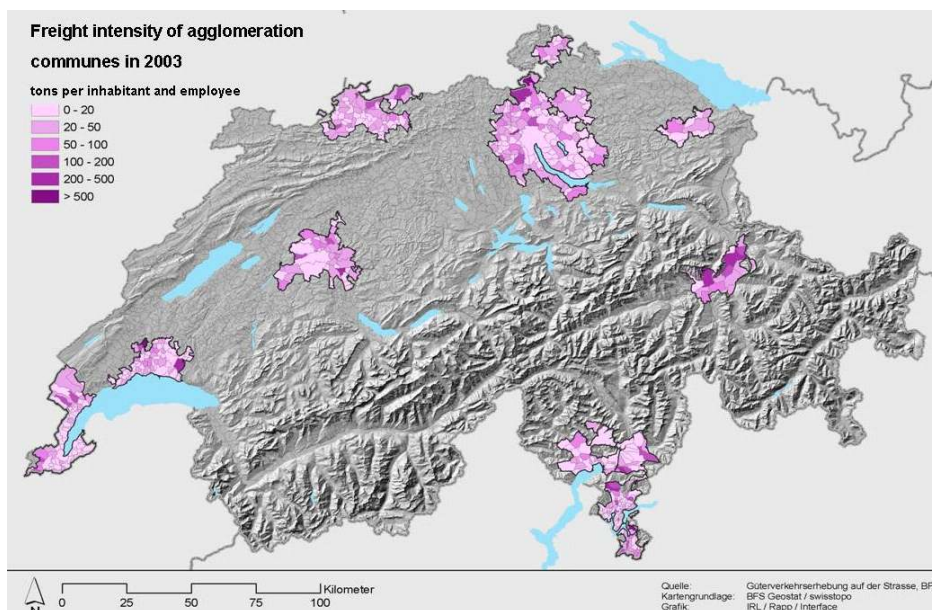 Freight intensity of agglomeration
communes in 2003
tons per inhabitant and employee
0 - 20
20 - 50
50 - 100
100 - 200
200 - 500
> 500
N
0 25 50 75 100 Kilometer
Quelle: Güterverkehrserhebung auf der Strasse, BF
Kartengrundlage: BFS Geostat / swisstopo
Grafik: IRL / Rapp / Interface